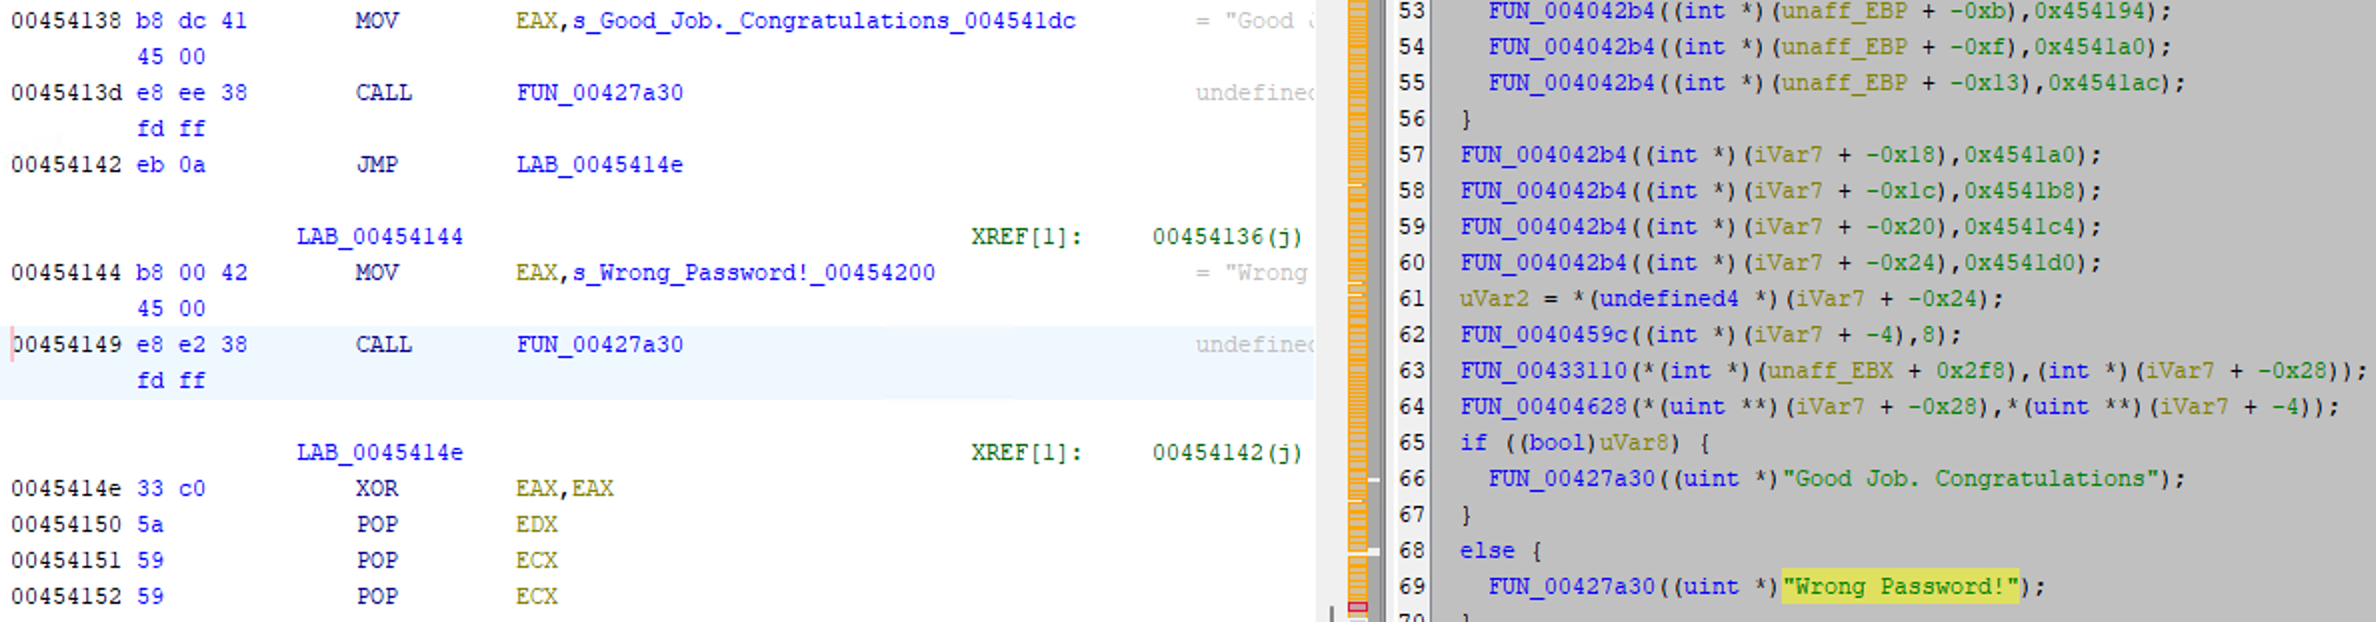 00454138 b8 dc 41 MOV EAX,s_Good_Job._Congratulations_004541dc = "Good J
45 00
0045413d e8 ee 38 CALL FUN_00427a30 undefined
fd ff
00454142 eb 0a JMP LAB_0045414e
LAB_00454144 XREF[1]: 00454136(j)
00454144 b8 00 42 MOV EAX,s_Wrong_Password!_00454200 = "Wrong
45 00
00454149 e8 e2 38 CALL FUN_00427a30 undefined
fd ff
LAB_0045414e XREF[1]: 00454142(j)
0045414e 33 c0 XOR EAX,EAX
00454150 5a POP EDX
00454151 59 POP ECX
00454152 59 POP ECX
53 FUN_004042b4((int *)(unaff_EBP + -0xb),0x454194);
54 FUN_004042b4((int *)(unaff_EBP + -0xf),0x4541a0);
55 FUN_004042b4((int *)(unaff_EBP + -0x13),0x4541ac);
56 }
57 FUN_004042b4((int *)(iVar7 + -0x18),0x4541a0);
58 FUN_004042b4((int *)(iVar7 + -0x1c),0x4541b8);
59 FUN_004042b4((int *)(iVar7 + -0x20),0x4541c4);
60 FUN_004042b4((int *)(iVar7 + -0x24),0x4541d0);
61 uVar2 = *(undefined4 *)(iVar7 + -0x24);
62 FUN_0040459c((int *)(iVar7 + -4),8);
63 FUN_00433110(*(int *)(unaff_EBX + 0x2f8),(int *)(iVar7 + -0x28));
64 FUN_00404628(*(uint **)(iVar7 + -0x28),*(uint **)(iVar7 + -4));
65 if ((bool)uVar8) {
66 FUN_00427a30((uint *)"Good Job. Congratulations");
67 }
68 else {
69 FUN_00427a30((uint *)"Wrong Password!");
70 }